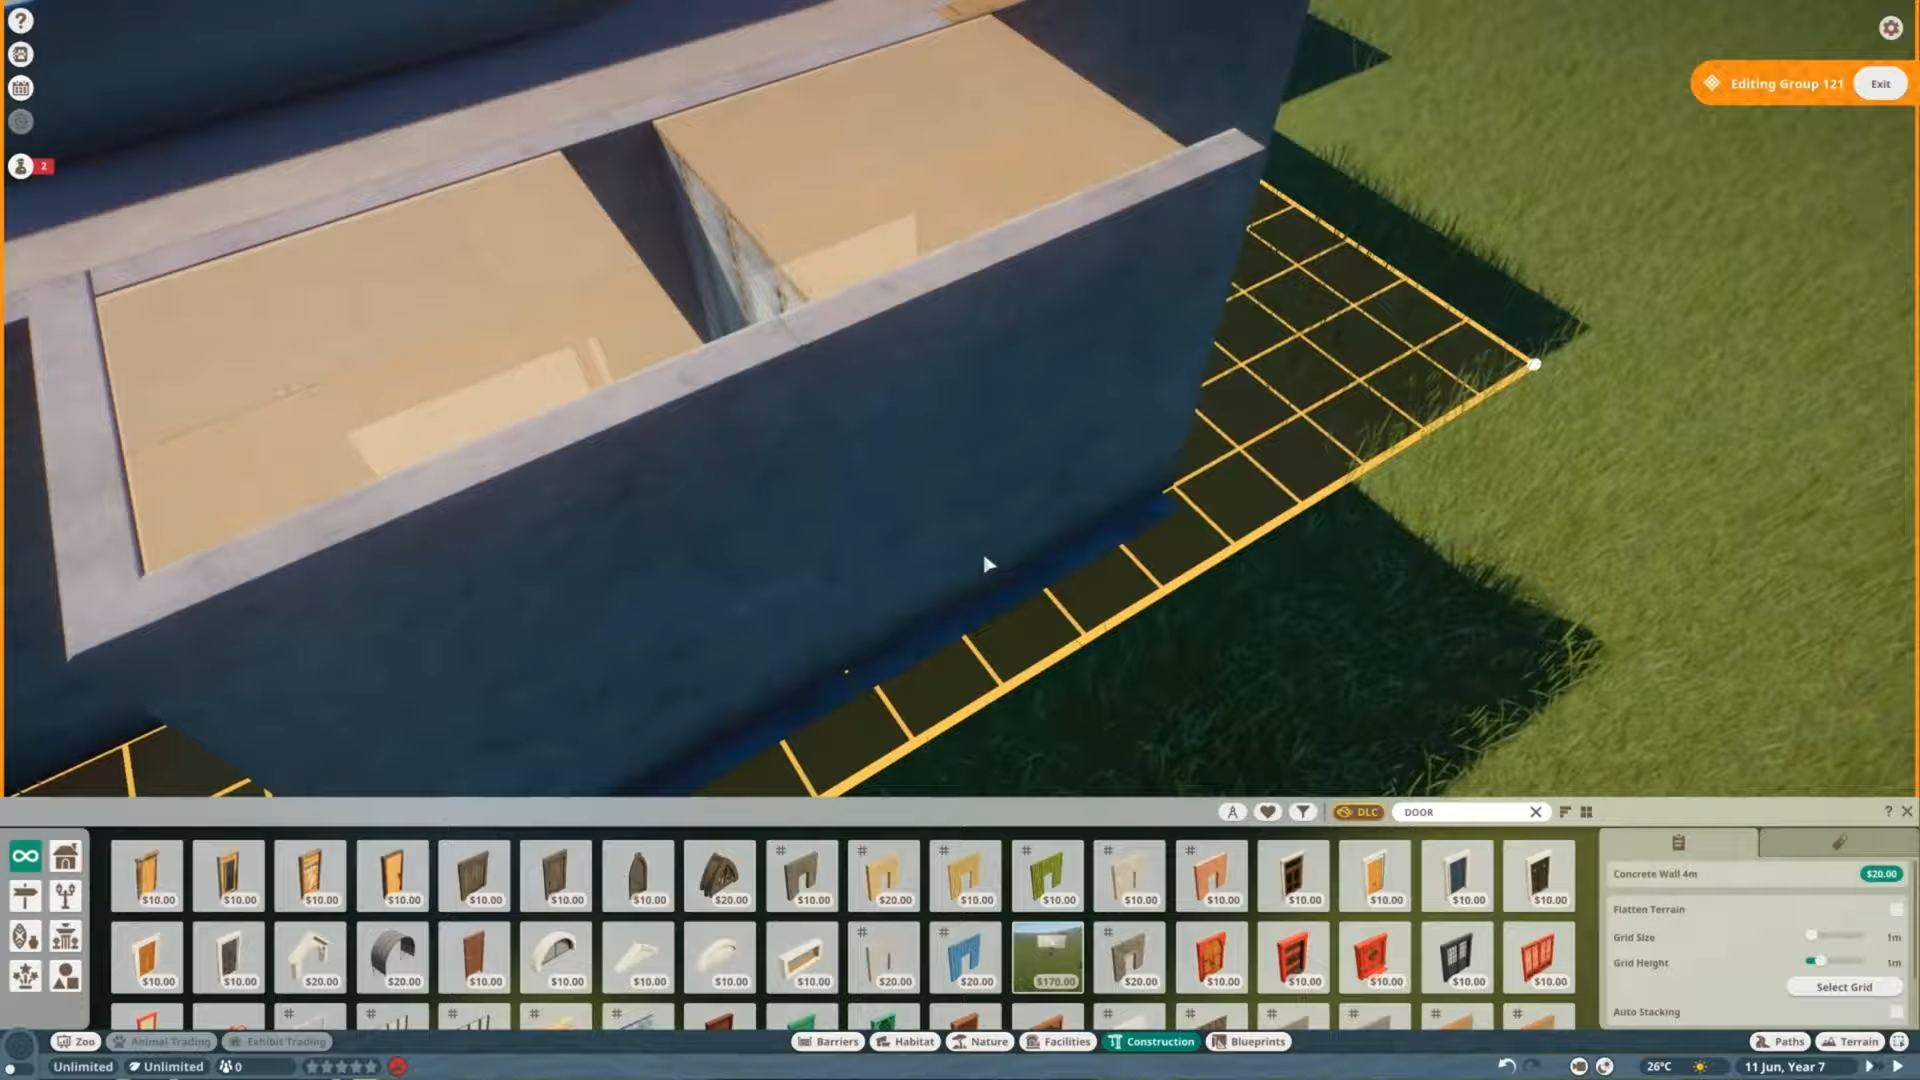 ?
Editing Group 121
Exit
2
DLC
DOOR
?
$10.00 $10.00 $10.00 $10.00 $10.00 $10.00 $10.00 $20.00 $10.00 $20.00 $10.00 $10.00 $10.00 $10.00 $10.00 $10.00 $10.00 $10.00
$10.00 $10.00 $20.00 $20.00 $10.00 $10.00 $10.00 $10.00 $10.00 $20.00 $20.00 $170.00 $20.00 $10.00 $10.00 $10.00 $10.00 $10.00
Concrete Wall 4m $20.00
Flatten Terrain
Grid Size 1m
Grid Height 1m
Select Grid
Auto Stacking
Zoo Animal Trading Exhibit Trading Barriers Habitat Nature Facilities Construction Blueprints Paths Terrain
Unlimited Unlimited 0 26°C 11 Jun, Year 7